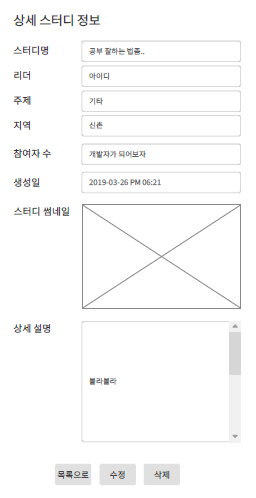 상세 스터디 정보
스터디명 공부 잘하는 법좀..
리더 아이디
주제 기타
지역 신촌
참여자 수 개발자가 되어보자
생성일 2019-03-26 PM 06:21
스터디 썸네일
상세 설명
블라블라
목록으로 수정 삭제